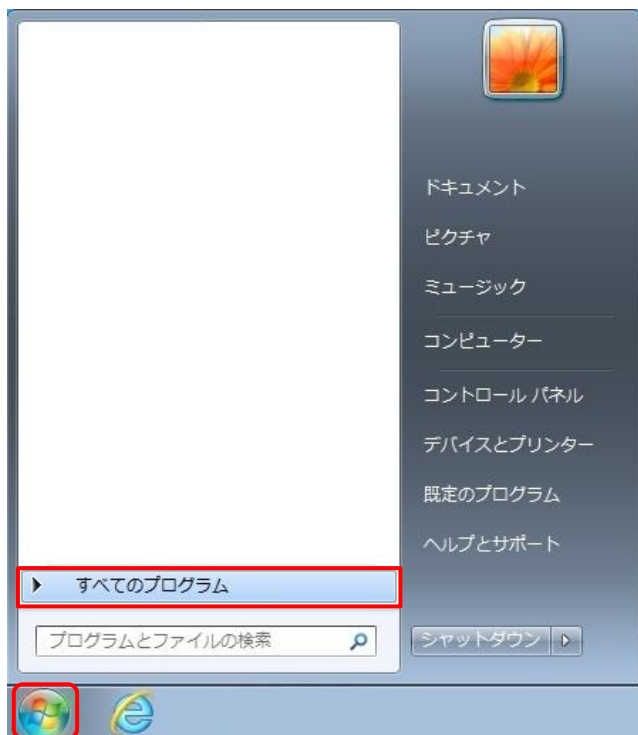 ドキュメント
ピクチャ
ミュージック
コンピューター
コントロール パネル
デバイスとプリンター
既定のプログラム
ヘルプとサポート
すべてのプログラム
プログラムとファイルの検索
シャットダウン